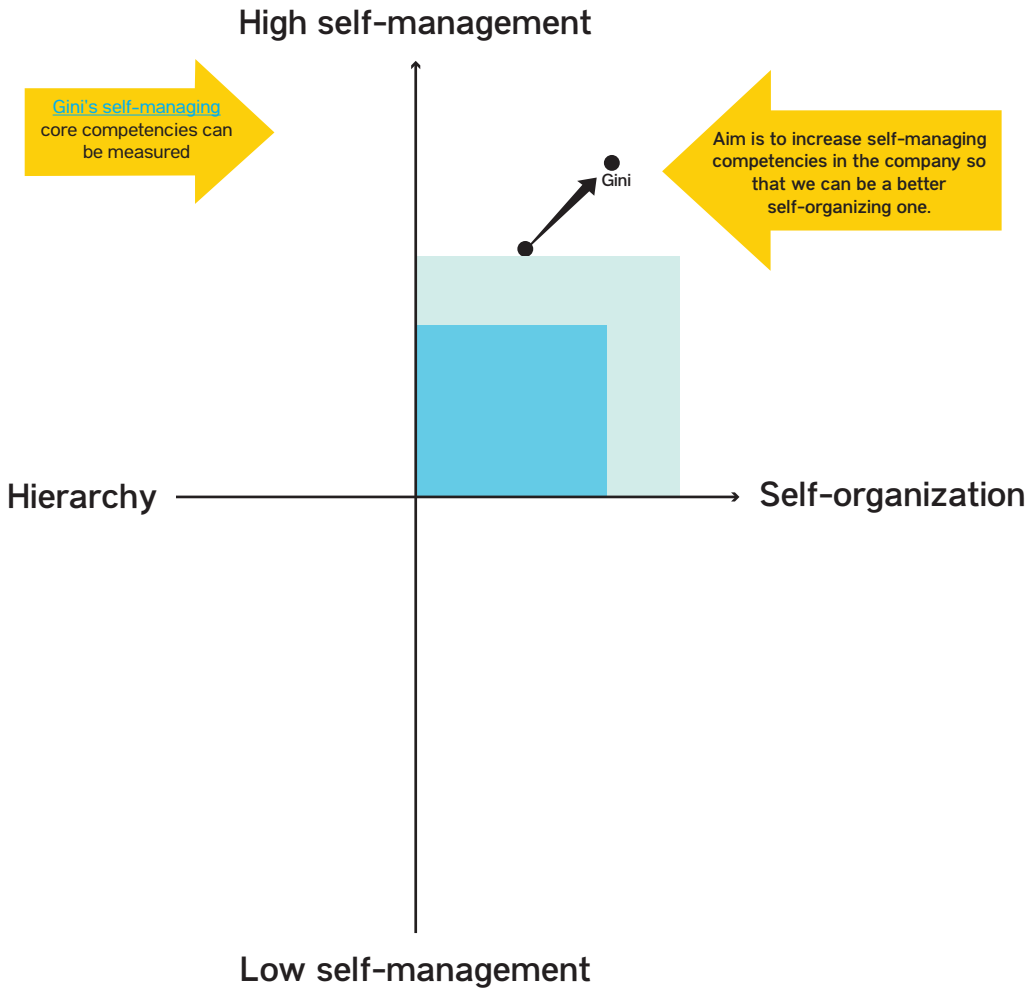 High self-management
Gini's self-managing
core competencies can
be measured
Aim is to increase self-managing
competencies in the company so
that we can be a better
self-organizing one.
Gini
Hierarchy
Self-organization
Low self-management